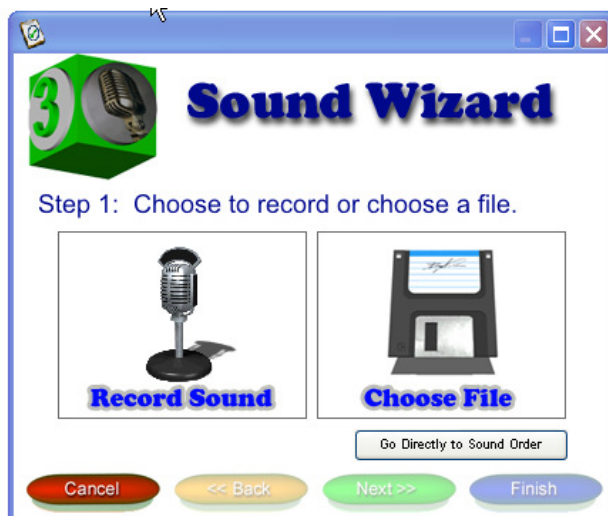 3
Sound Wizard
Step 1: Choose to record or choose a file.
Record Sound
Choose File
Go Directly to Sound Order
Cancel
<< Back
Next >>
Finish